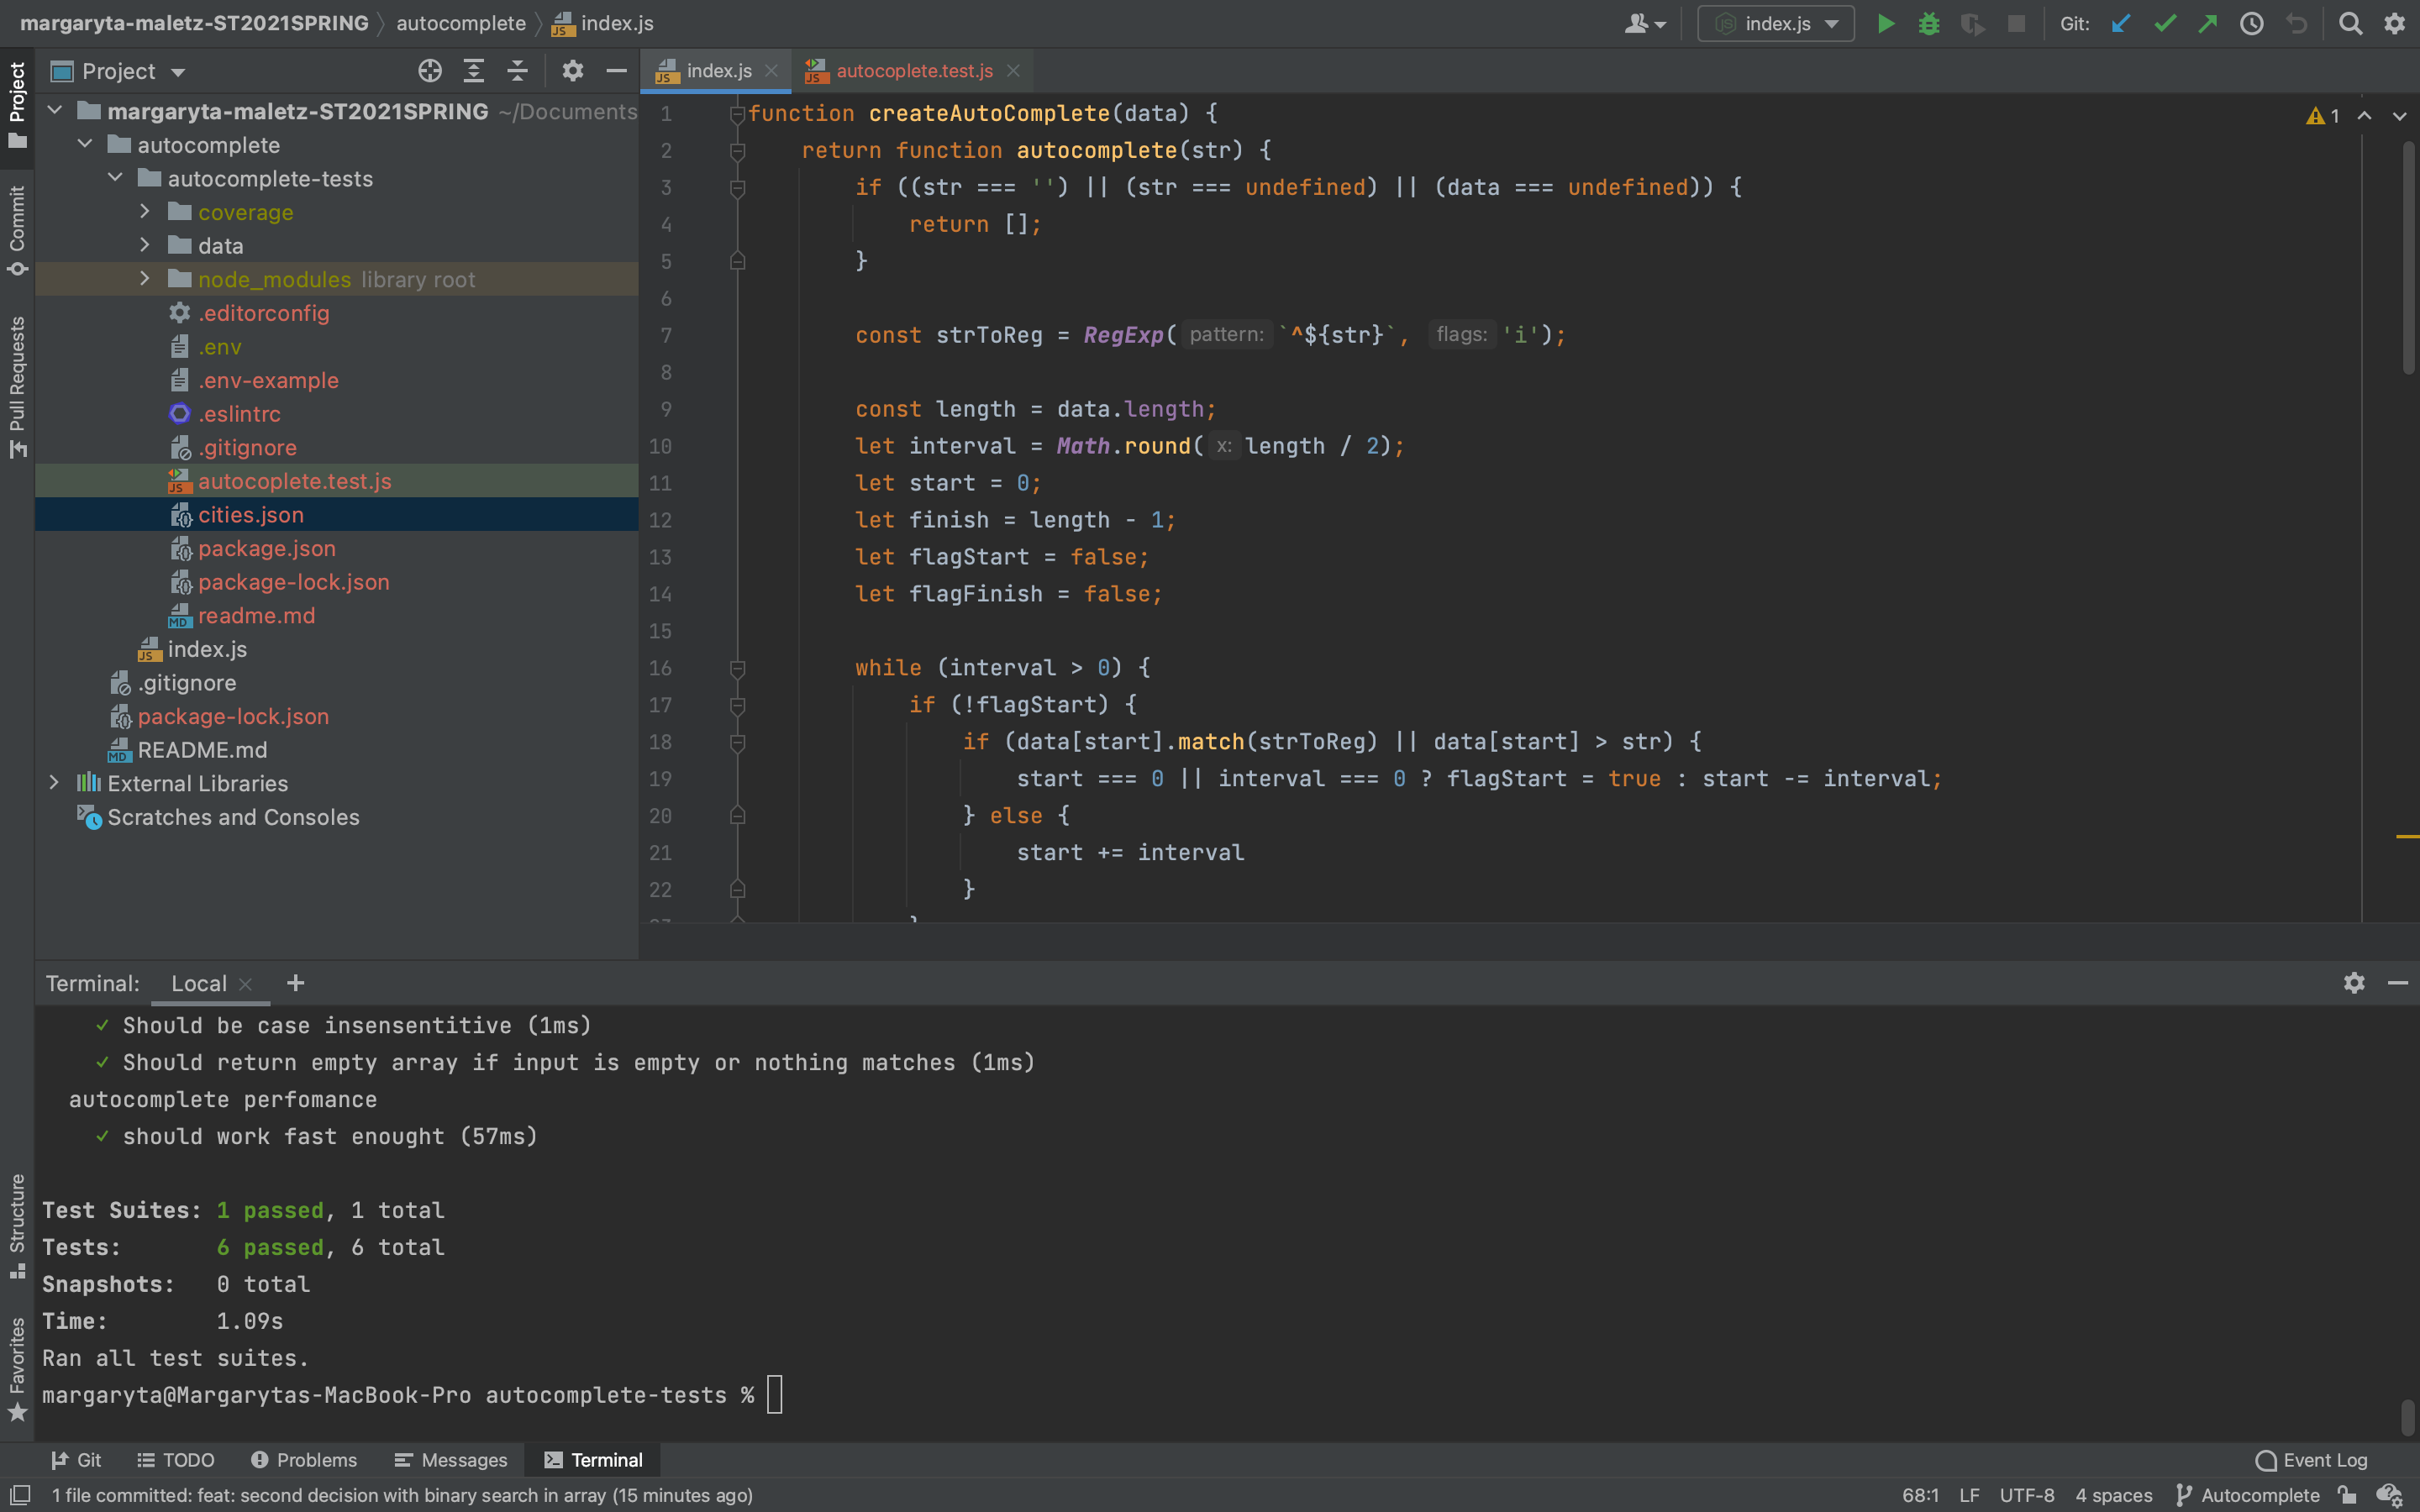 margaryta-maletz-ST2021SPRING autocomplete index.js
index.js Git:
Project
Commit
Pull Requests
Structure
Favorites
Project
margaryta-maletz-ST2021SPRING ~/Documents
autocomplete
autocomplete-tests
coverage
data
node_modules library root
.editorconfig
.env
.env-example
.eslintrc
.gitignore
autocoplete.test.js
cities.json
package.json
package-lock.json
readme.md
index.js
.gitignore
package-lock.json
README.md
External Libraries
Scratches and Consoles
index.js autocoplete.test.js
1
1 function createAutoComplete(data) {
2 return function autocomplete(str) {
3 if ((str === '') || (str === undefined) || (data === undefined)) {
4 return [];
5 }
6
7 const strToReg = RegExp( pattern: `^${str}`, flags: 'i');
8
9 const length = data.length;
10 let interval = Math.round( x: length / 2);
11 let start = 0;
12 let finish = length - 1;
13 let flagStart = false;
14 let flagFinish = false;
15
16 while (interval > 0) {
17 if (!flagStart) {
18 if (data[start].match(strToReg) || data[start] > str) {
19 start === 0 || interval === 0 ? flagStart = true : start -= interval;
20 } else {
21 start += interval
22 }
Terminal: Local
✓ Should be case insensentitive (1ms)
✓ Should return empty array if input is empty or nothing matches (1ms)
autocomplete perfomance
✓ should work fast enought (57ms)
Test Suites: 1 passed, 1 total
Tests: 6 passed, 6 total
Snapshots: 0 total
Time: 1.09s
Ran all test suites.
margaryta@Margarytas-MacBook-Pro autocomplete-tests %
Git TODO Problems Messages Terminal Event Log
1 file committed: feat: second decision with binary search in array (15 minutes ago) 68:1 LF UTF-8 4 spaces Autocomplete